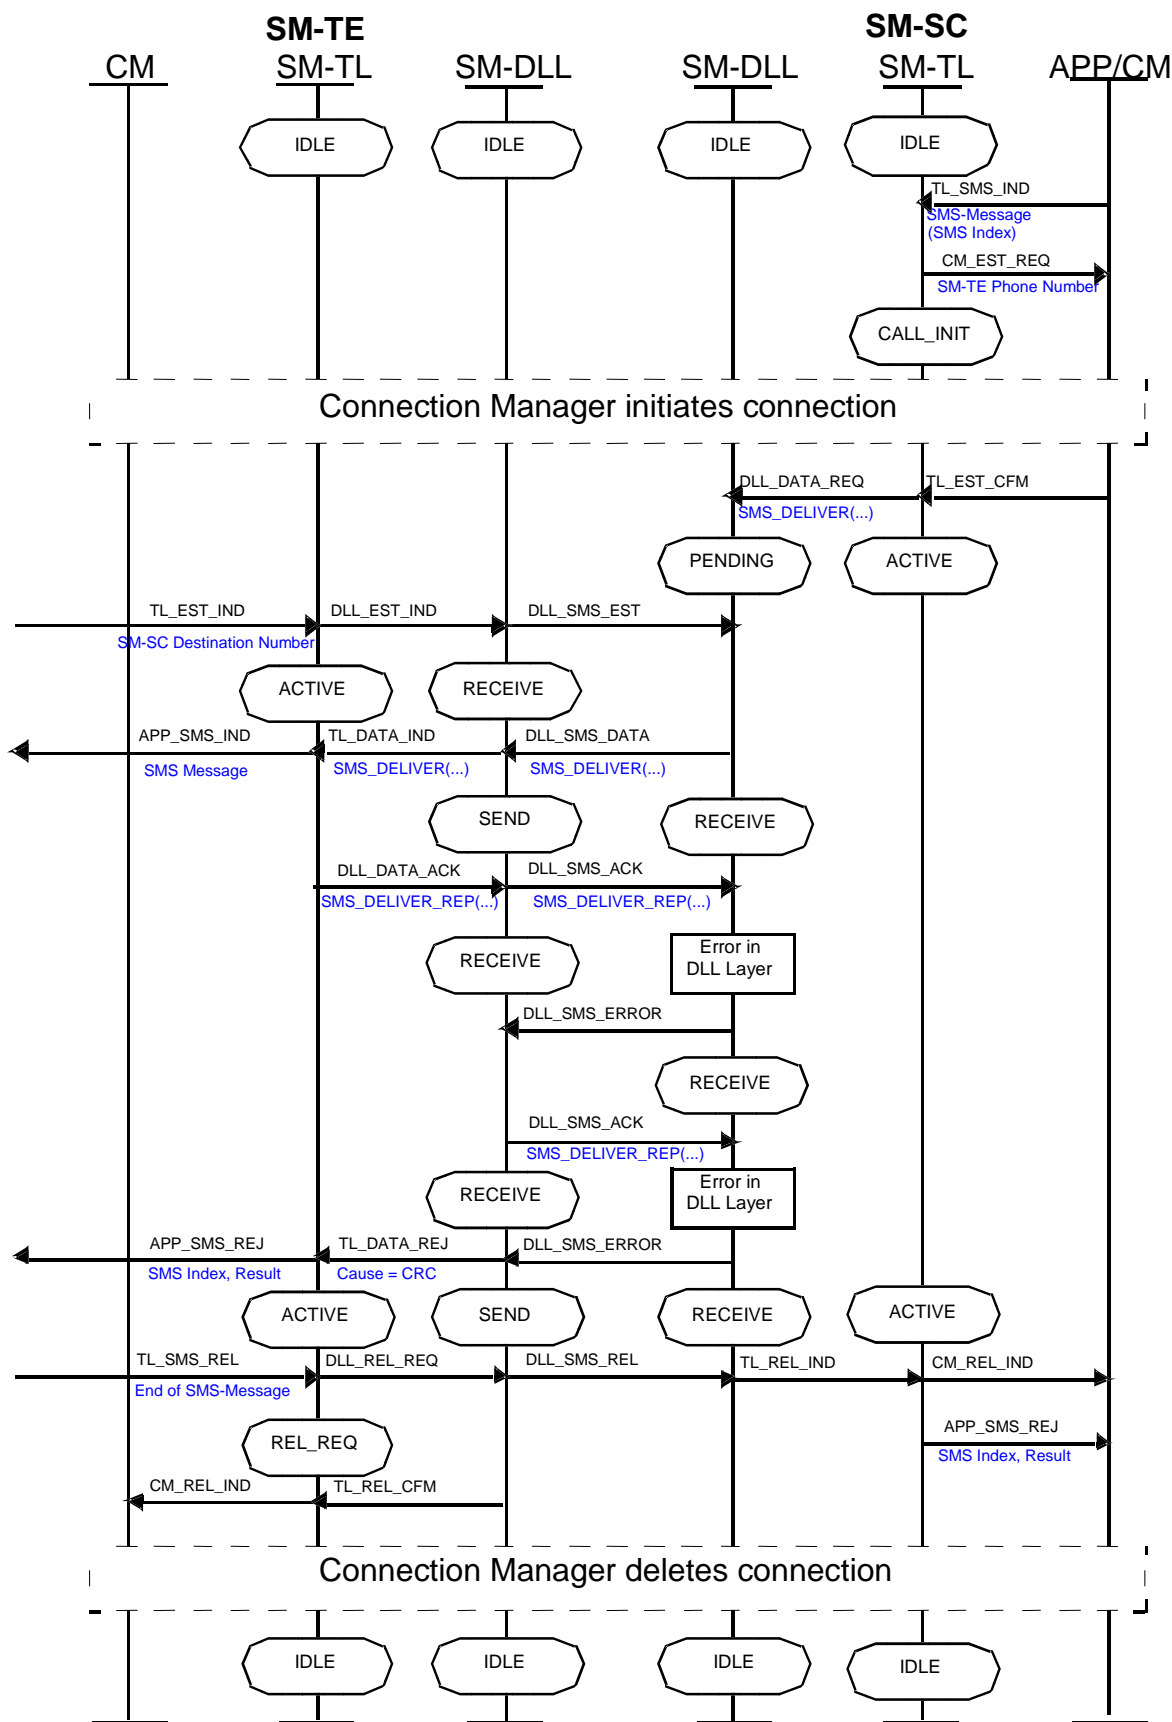 SM-TE
SM-SC
CM
SM-TL
SM-DLL
SM-DLL
SM-TL
APP/CM
IDLE
IDLE
IDLE
IDLE
TL_SMS_IND
SMS-Message
(SMS Index)
CM_EST_REQ
SM-TE Phone Number
CALL_INIT
Connection Manager initiates connection
DLL_DATA_REQ
TL_EST_CFM
SMS_DELIVER(...)
PENDING
ACTIVE
TL_EST_IND
DLL_EST_IND
DLL_SMS_EST
SM-SC Destination Number
ACTIVE
RECEIVE
APP_SMS_IND
TL_DATA_IND
DLL_SMS_DATA
SMS Message
SMS_DELIVER(...)
SMS_DELIVER(...)
SEND
RECEIVE
DLL_DATA_ACK
DLL_SMS_ACK
SMS_DELIVER_REP(...)
SMS_DELIVER_REP(...)
RECEIVE
Error in
DLL Layer
DLL_SMS_ERROR
RECEIVE
DLL_SMS_ACK
SMS_DELIVER_REP(...)
RECEIVE
Error in
DLL Layer
APP_SMS_REJ
TL_DATA_REJ
DLL_SMS_ERROR
SMS Index, Result
Cause = CRC
ACTIVE
SEND
RECEIVE
ACTIVE
TL_SMS_REL
DLL_REL_REQ
DLL_SMS_REL
TL_REL_IND
CM_REL_IND
End of SMS-Message
REL_REQ
APP_SMS_REJ
SMS Index, Result
CM_REL_IND
TL_REL_CFM
Connection Manager deletes connection
IDLE
IDLE
IDLE
IDLE